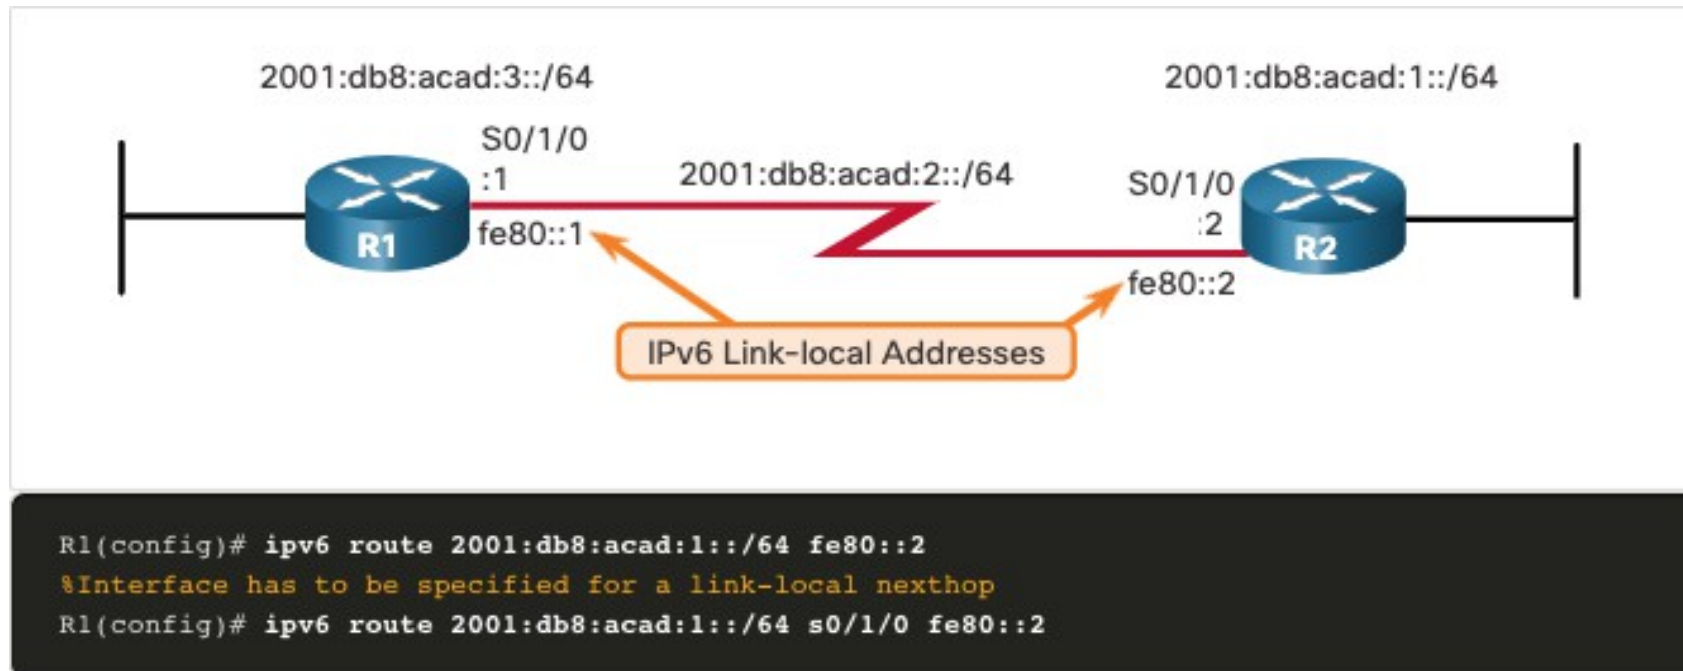 2001:db8:acad:3::/64
2001:db8:acad:1::/64
S0/1/0
:1
2001:db8:acad:2::/64
S0/1/0
:2
R1
fe80::1
R2
fe80::2
IPv6 Link-local Addresses
R1(config)# ipv6 route 2001:db8:acad:1::/64 fe80::2
%Interface has to be specified for a link-local nexthop
R1(config)# ipv6 route 2001:db8:acad:1::/64 s0/1/0 fe80::2